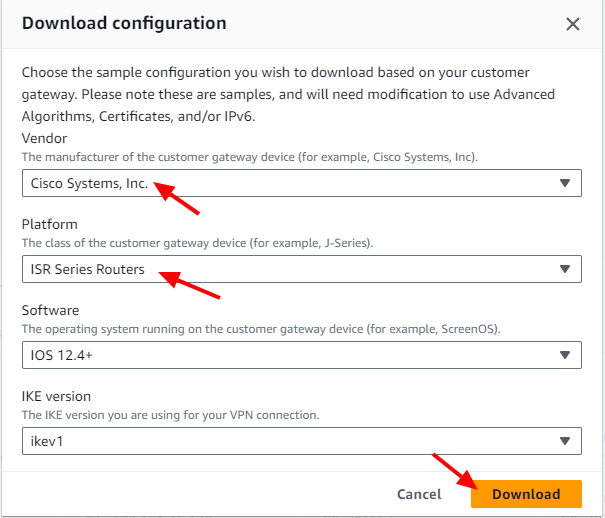 Download configuration
Choose the sample configuration you wish to download based on your customer
gateway. Please note these are samples, and will need modification to use Advanced
Algorithms, Certificates, and/or IPv6.
Vendor
The manufacturer of the customer gateway device (for example, Cisco Systems, Inc).
Cisco Systems, Inc.
Platform
The class of the customer gateway device (for example, J-Series).
ISR Series Routers
Software
The operating system running on the customer gateway device (for example, ScreenOS).
IOS 12.4+
IKE version
The IKE version you are using for your VPN connection.
ikev1
Cancel Download